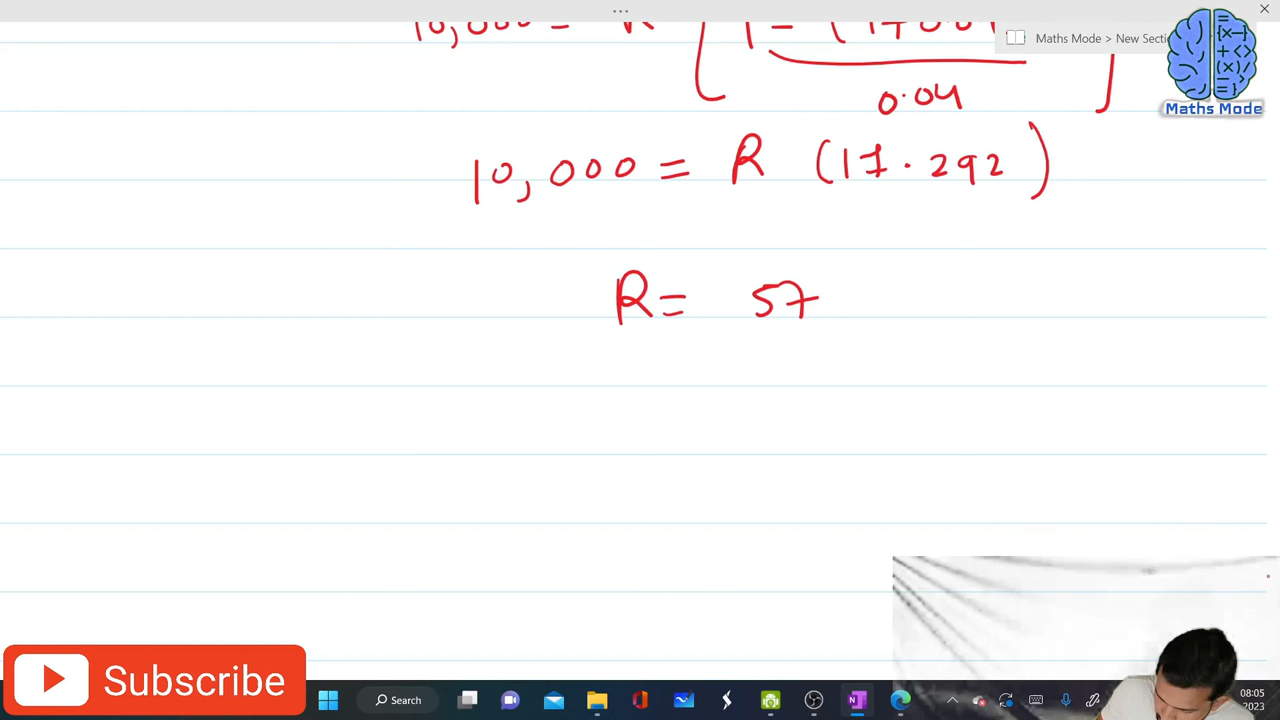 Maths Mode > New Secti
Maths Mode
0.04
10,000 = R (17.292)
R = 57
Subscribe
Search
08:05
2023